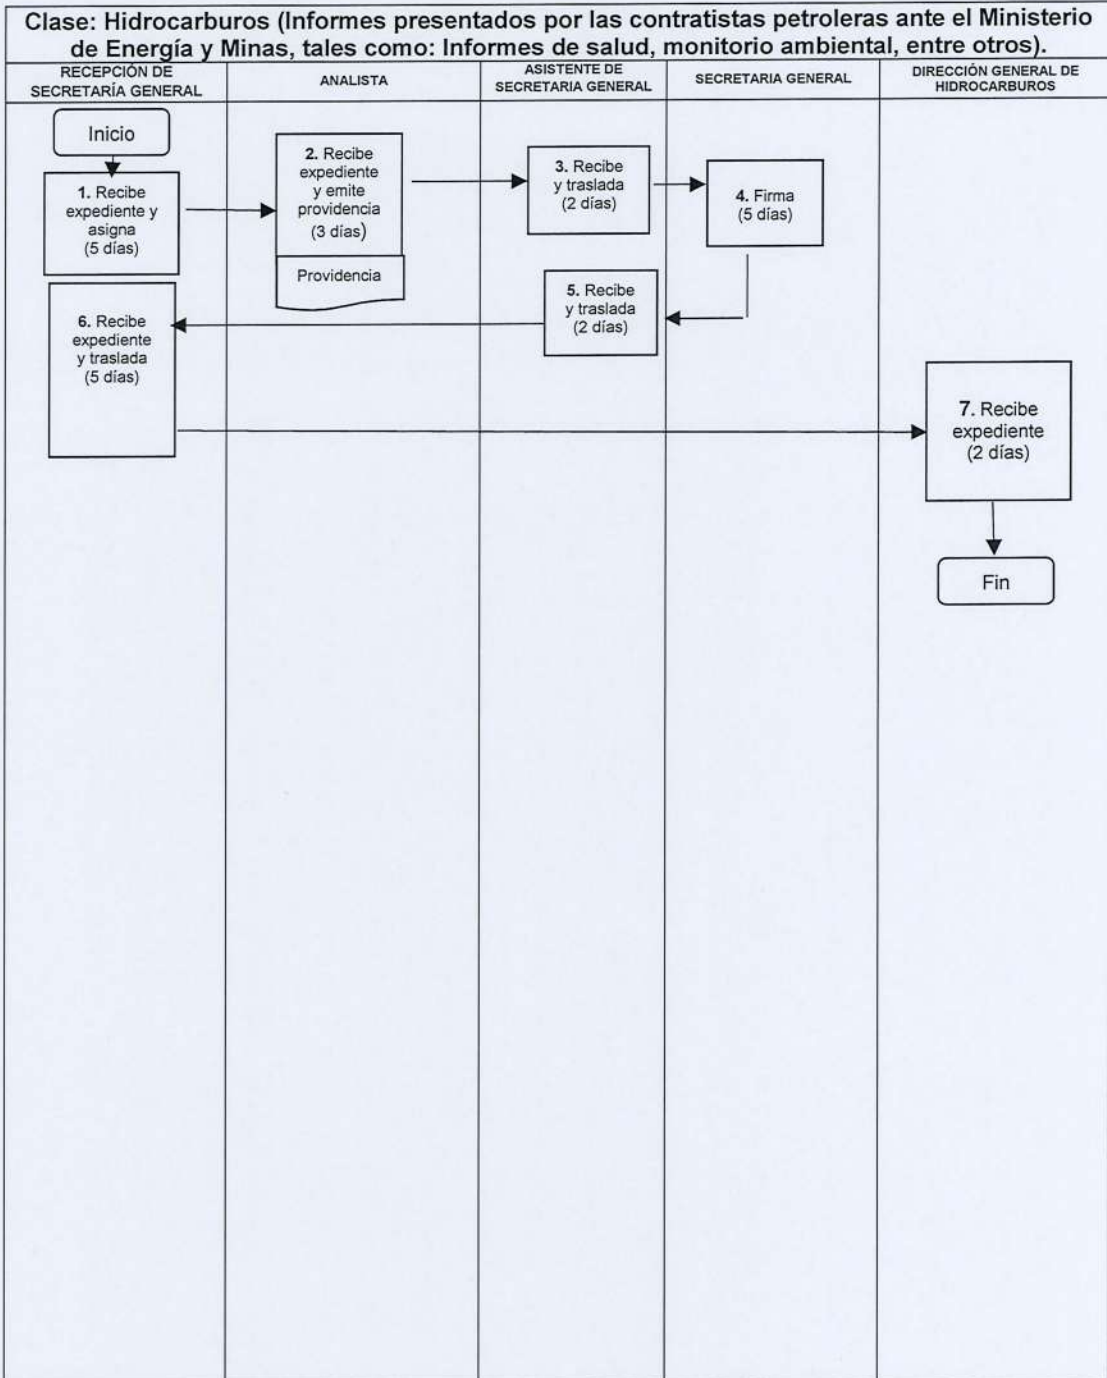 Clase: Hidrocarburos (Informes presentados por las contratistas petroleras ante el Ministerio
de Energía y Minas, tales como: Informes de salud, monitorio ambiental, entre otros).
RECEPCIÓN DE
SECRETARÍA GENERAL
ANALISTA
ASISTENTE DE
SECRETARIA GENERAL
SECRETARIA GENERAL
DIRECCIÓN GENERAL DE
HIDROCARBUROS
Inicio
1. Recibe
expediente y
asigna
(5 días)
2. Recibe
expediente
y emite
providencia
(3 días)
Providencia
3. Recibe
y traslada
(2 días)
4. Firma
(5 días)
5. Recibe
y traslada
(2 días)
6. Recibe
expediente
y traslada
(5 días)
7. Recibe
expediente
(2 días)
Fin